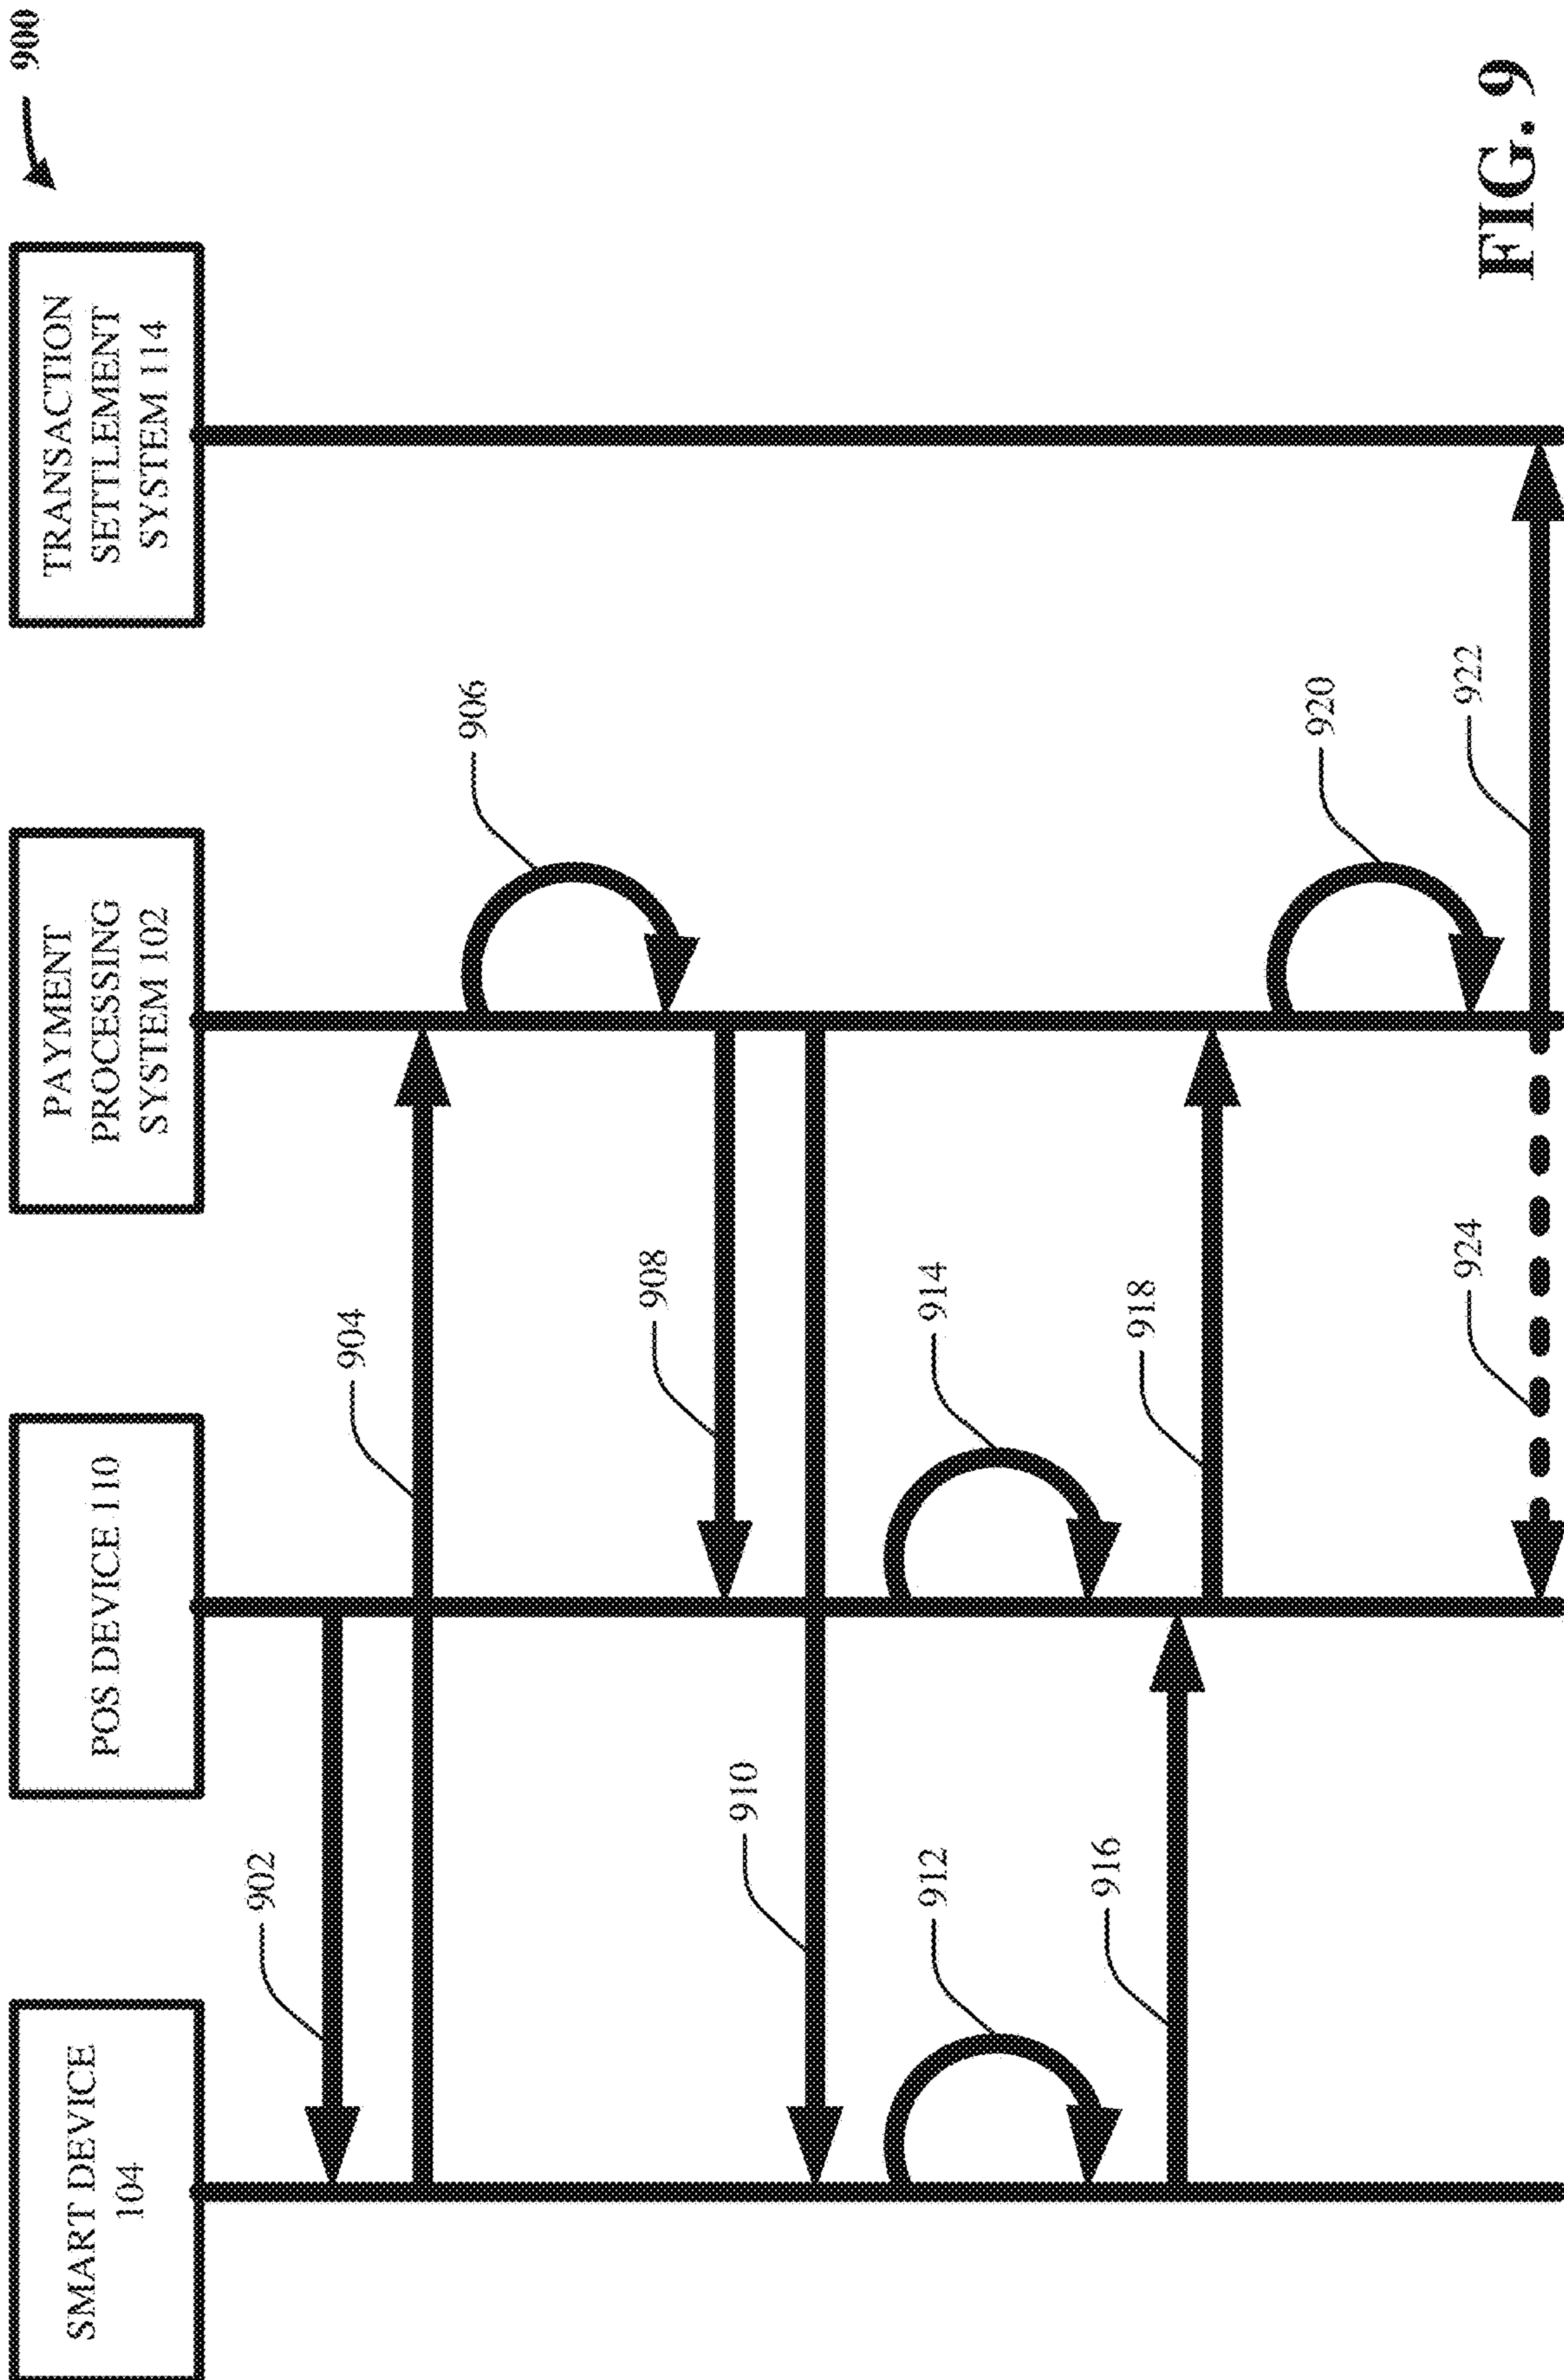 900
SMART DEVICE
104
POS DEVICE 110
PAYMENT
PROCESSING
SYSTEM 102
TRANSACTION
SETTLEMENT
SYSTEM 114
902
904
906
908
910
912
914
916
918
920
922
924
FIG. 9